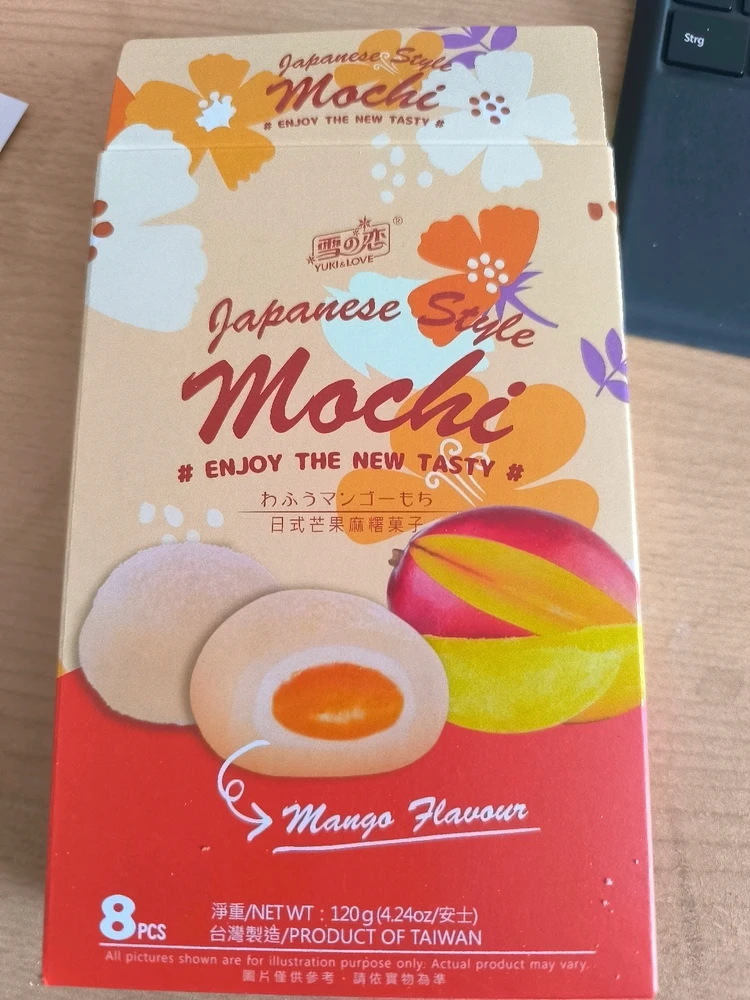 Strg
Japanese Style
Mochi
# ENJOY THE NEW TASTY #
雪の恋®
YUKI & LOVE
Japanese Style
Mochi
# ENJOY THE NEW TASTY #
わふうマンゴーもち
日式芒果麻糬菓子
Mango Flavour
8PCS
淨重/NET WT : 120g (4.24oz/安士)
台灣製造/PRODUCT OF TAIWAN
All pictures shown are for illustration purpose only. Actual product may vary.
圖片僅供參考,請依實物為準